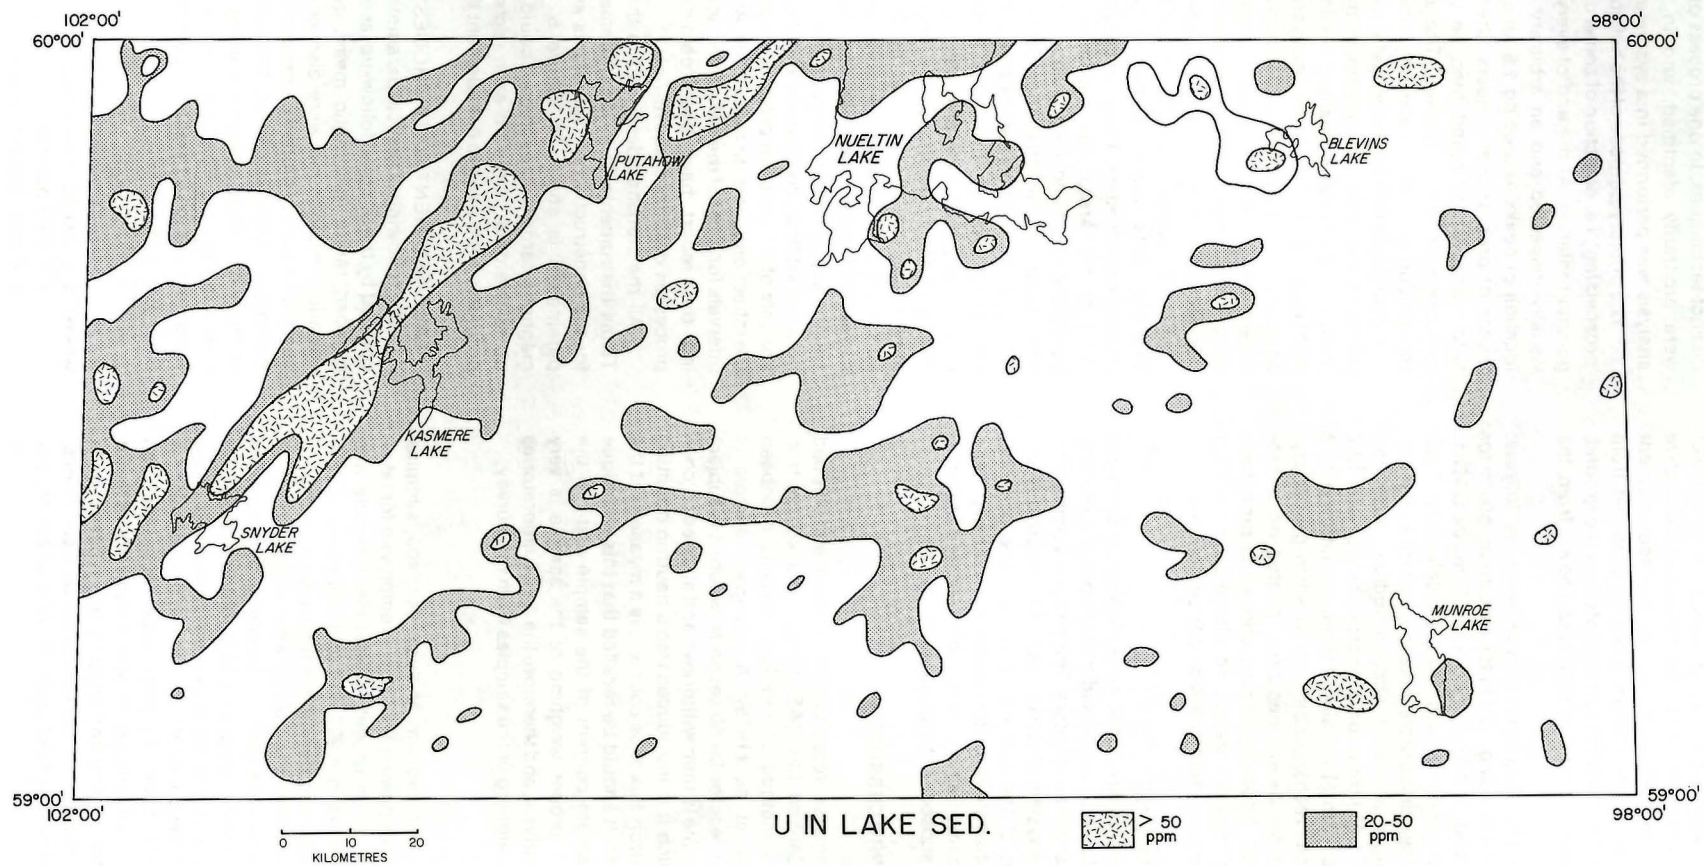 102°00'
98°00'
60°00'
60°00'
NUELTIN
LAKE
BLEVINS
LAKE
PUTAHOW
LAKE
KASMERE
LAKE
SNYDER
LAKE
MUNROE
LAKE
59°00'
59°00'
102°00'
98°00'
U IN LAKE SED.
> 50
ppm
20-50
ppm
0 10 20
KILOMETRES